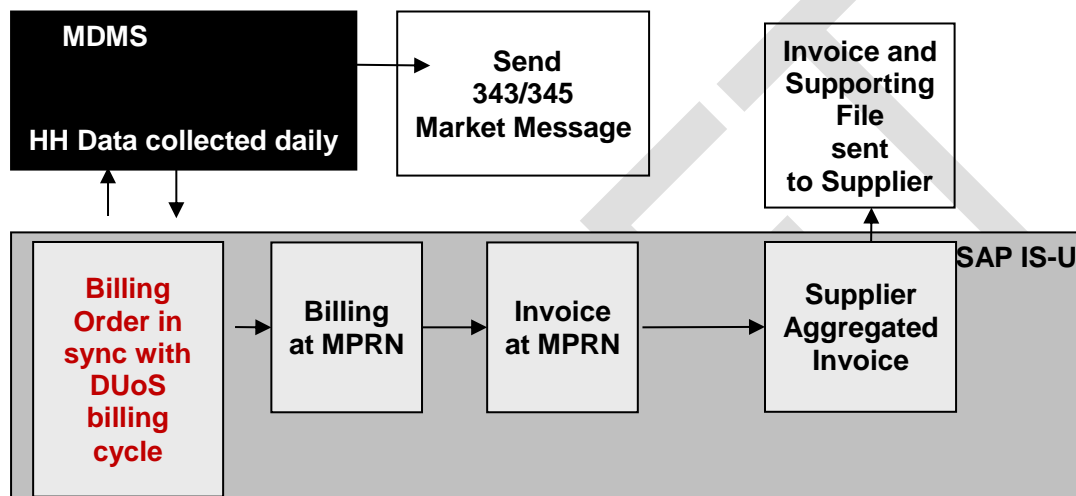 MDMS
HH Data collected daily
Send
343/345
Market Message
Invoice and
Supporting
File
sent
to Supplier
SAP IS-U
Billing
Order in
sync with
DUoS
billing
cycle
Billing
at MPRN
Invoice
at MPRN
Supplier
Aggregated
Invoice